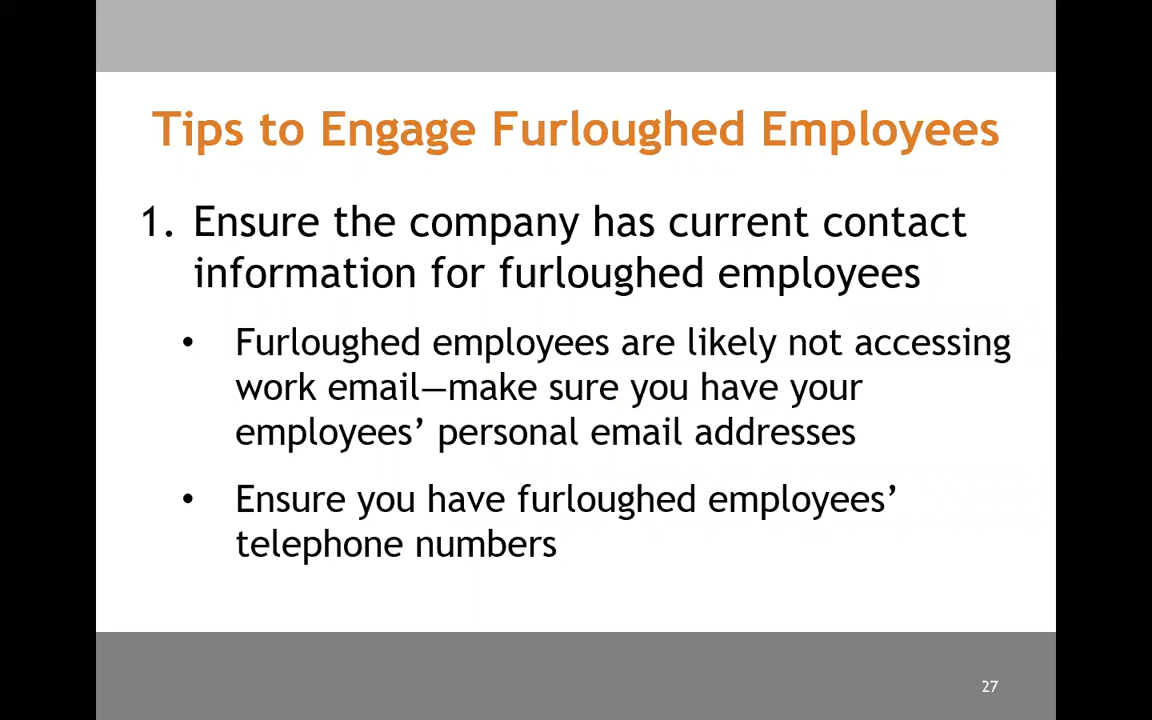 Tips to Engage Furloughed Employees
1. Ensure the company has current contact
information for furloughed employees
• Furloughed employees are likely not accessing
work email—make sure you have your
employees’ personal email addresses
• Ensure you have furloughed employees’
telephone numbers
27